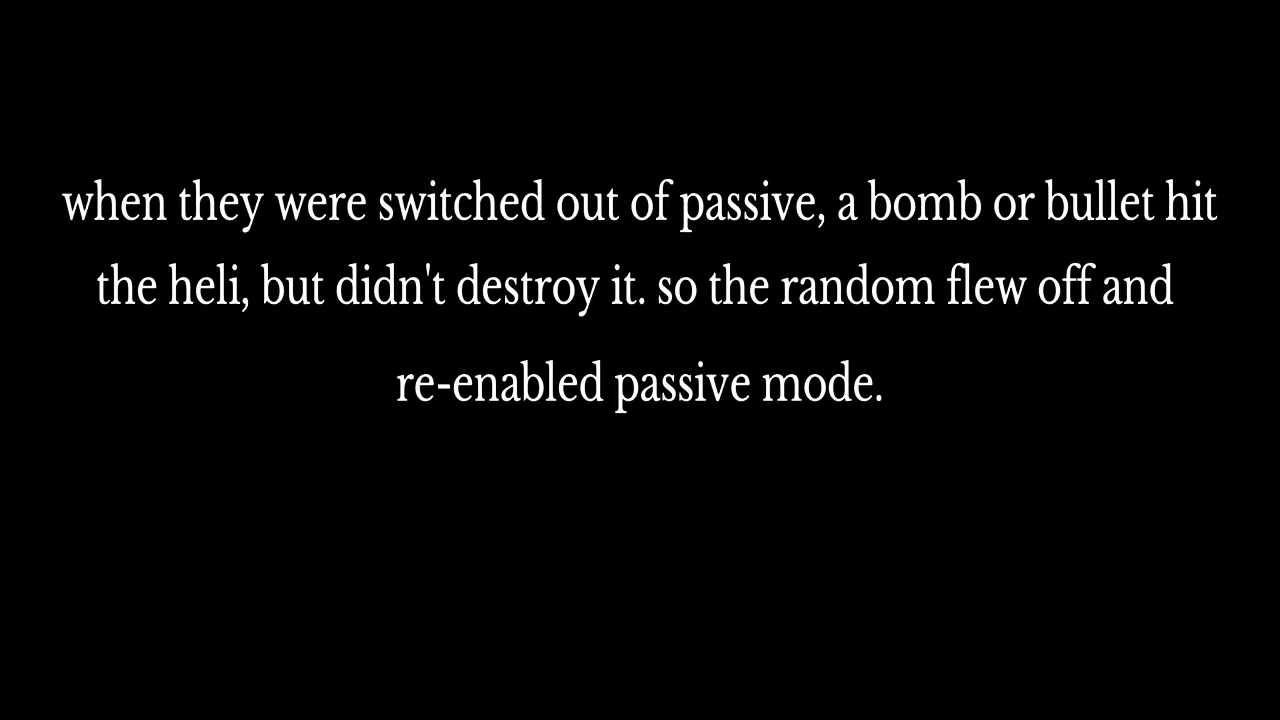 when they were switched out of passive, a bomb or bullet hit
the heli, but didn't destroy it. so the random flew off and
re-enabled passive mode.